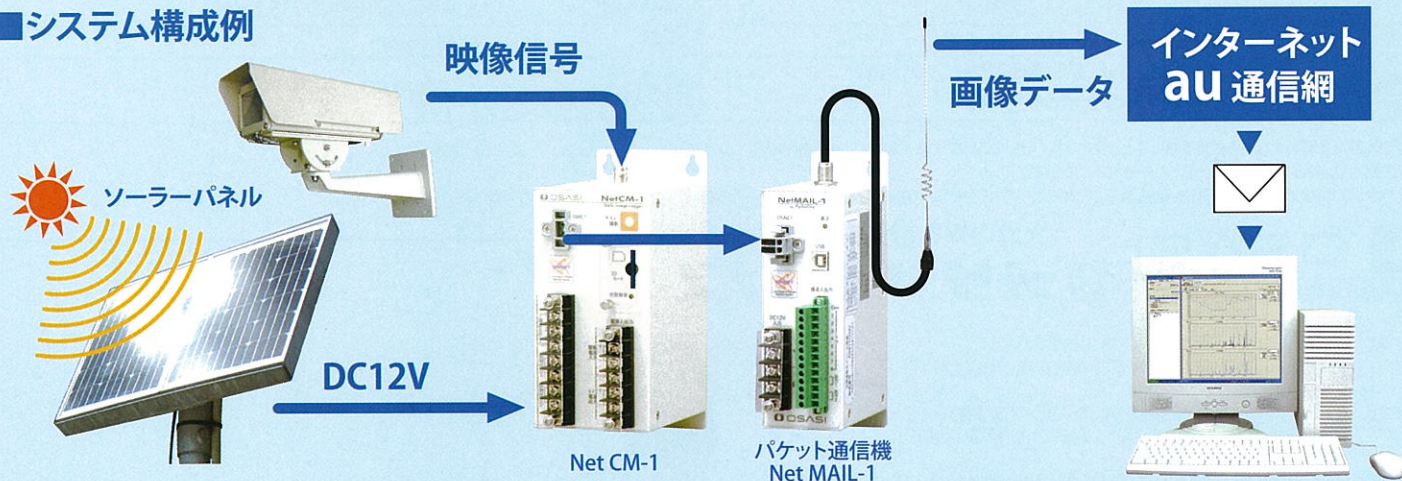 ■システム構成例
映像信号
画像データ
インターネット
au 通信網
ソーラーパネル
DC12V
OSASI
NetCM-1
NetMAIL-1
USB
DC12V
OSASI
Net CM-1
パケット通信機
Net MAIL-1